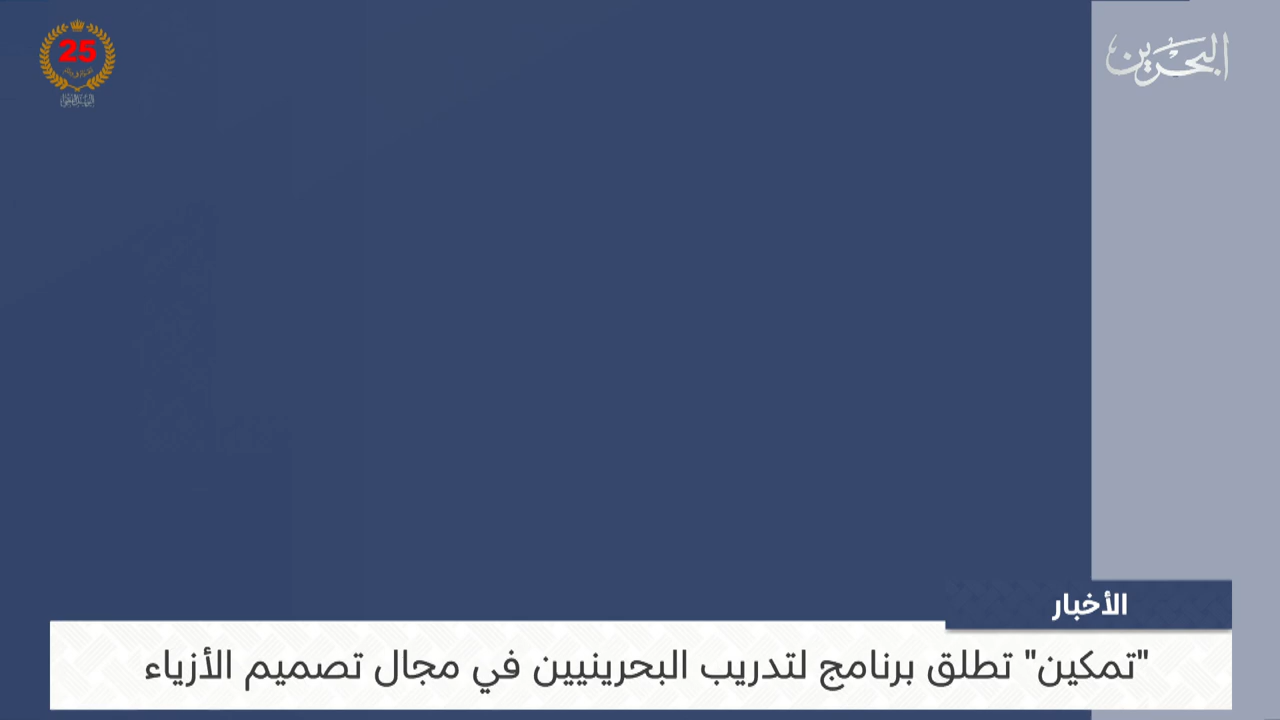 25
البحرين
الأخبار
"تمكين" تطلق برنامج لتدريب البحرينيين في مجال تصميم الأزياء